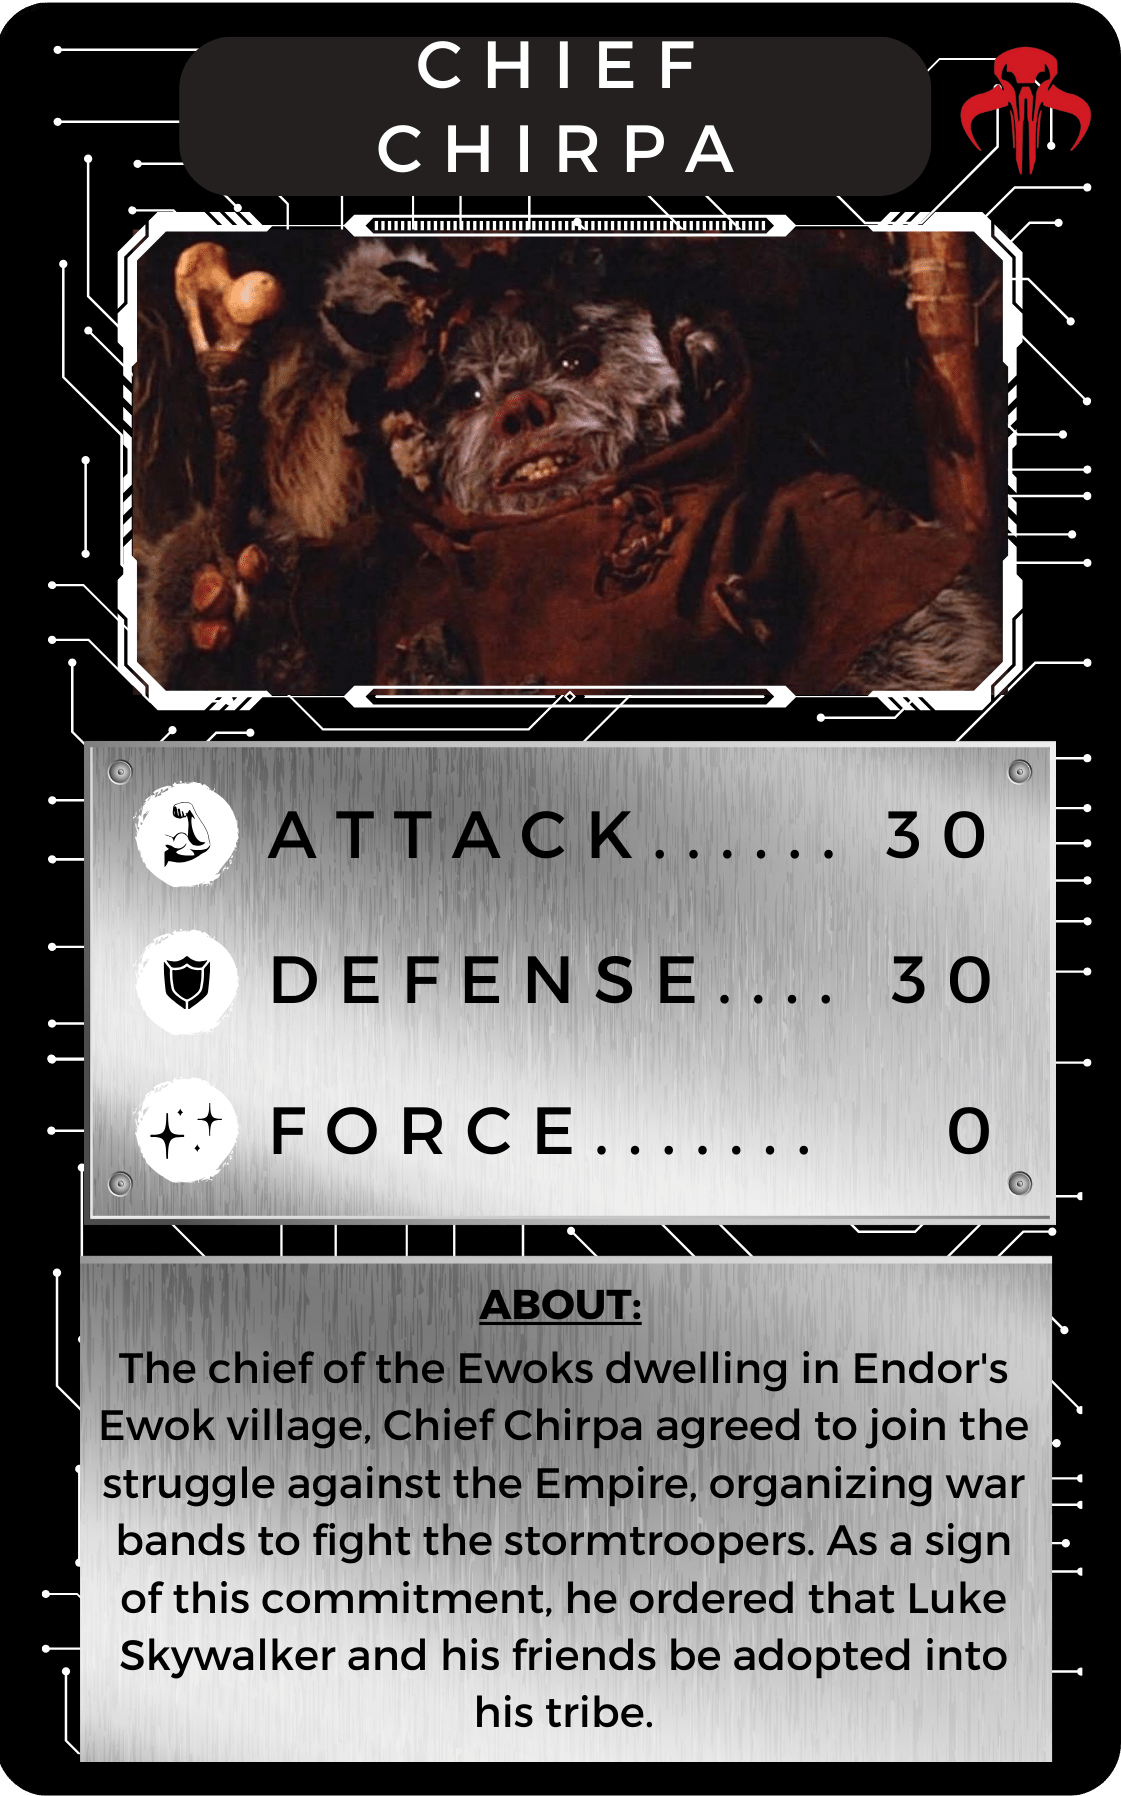 CHIEF
CHIRPA
ATTACK...... 30
DEFENSE.... 30
FORCE....... 0
ABOUT:
The chief of the Ewoks dwelling in Endor's
Ewok village, Chief Chirpa agreed to join the
struggle against the Empire, organizing war
bands to fight the stormtroopers. As a sign
of this commitment, he ordered that Luke
Skywalker and his friends be adopted into
his tribe.